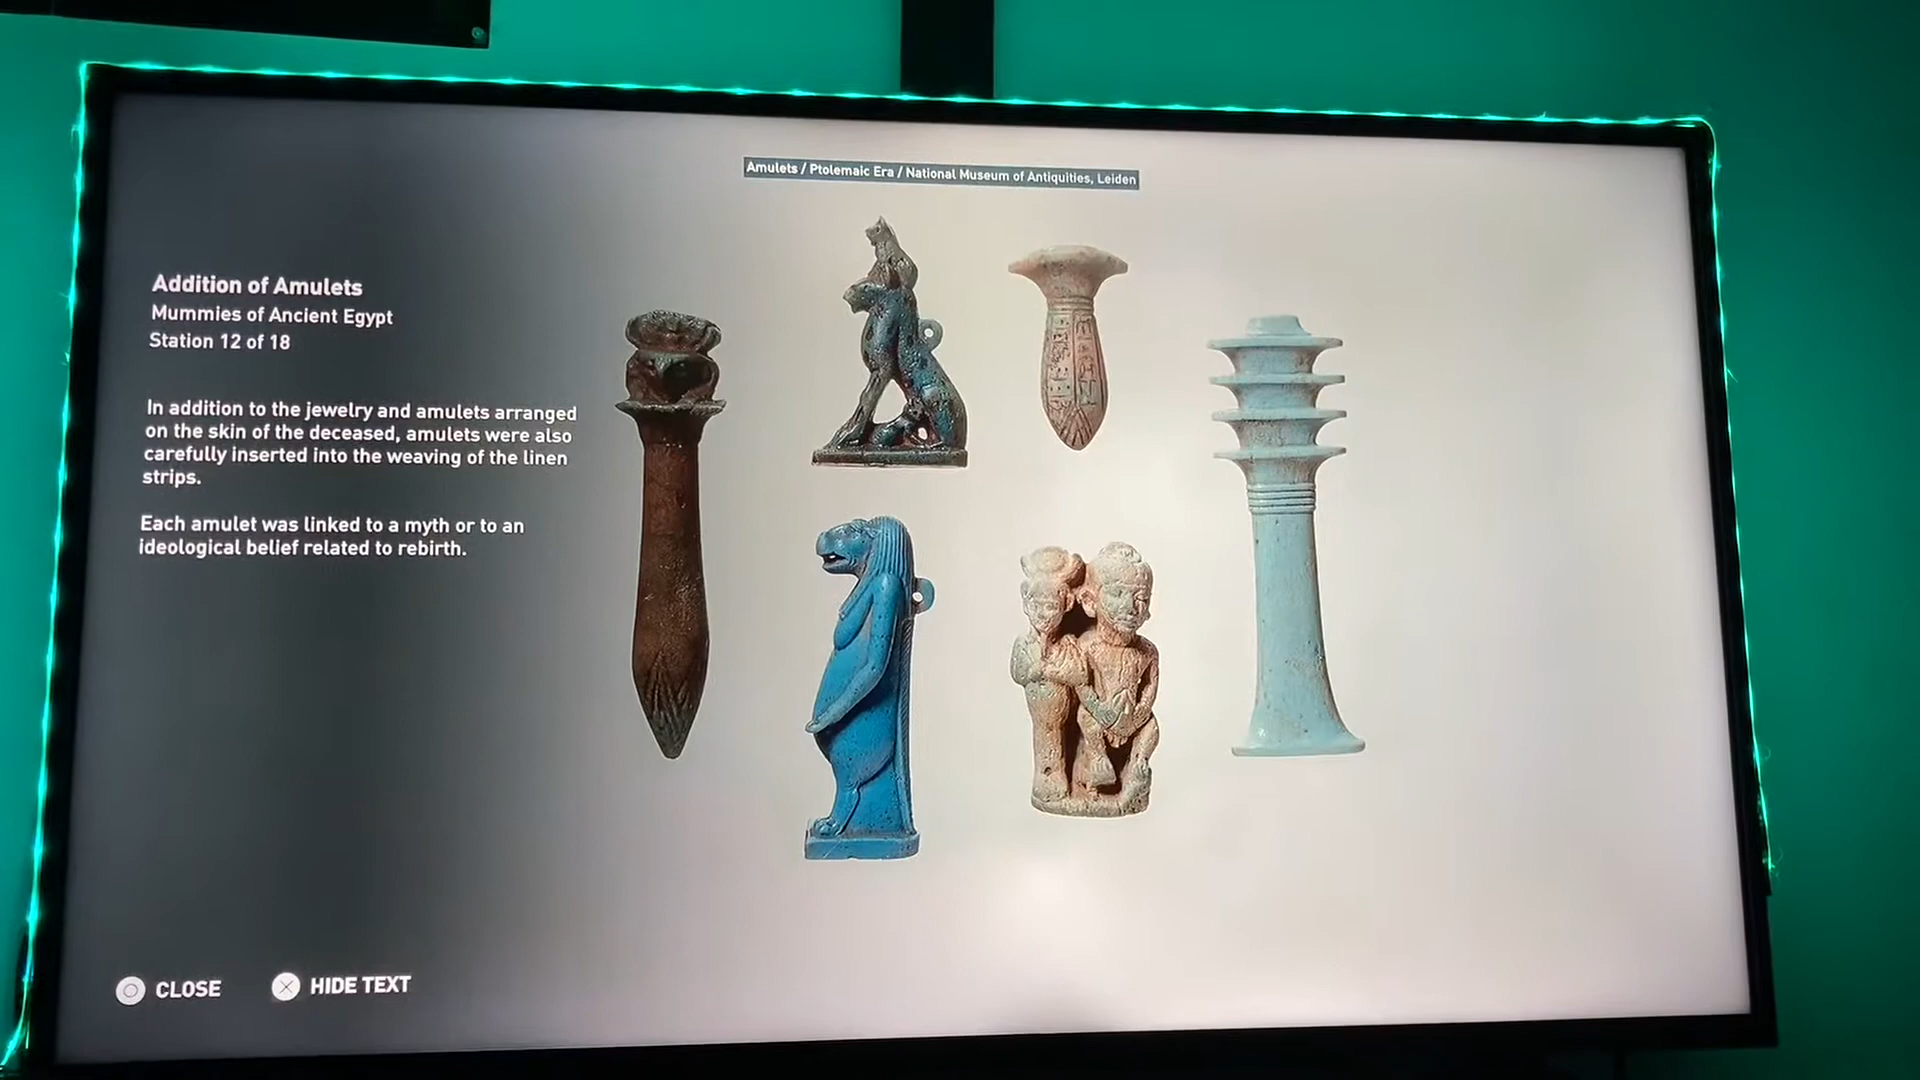 Amulets / Ptolemaic Era / National Museum of Antiquities, Leiden
Addition of Amulets
Mummies of Ancient Egypt
Station 12 of 18
In addition to the jewelry and amulets arranged
on the skin of the deceased, amulets were also
carefully inserted into the weaving of the linen
strips.
Each amulet was linked to a myth or to an
ideological belief related to rebirth.
CLOSE
HIDE TEXT